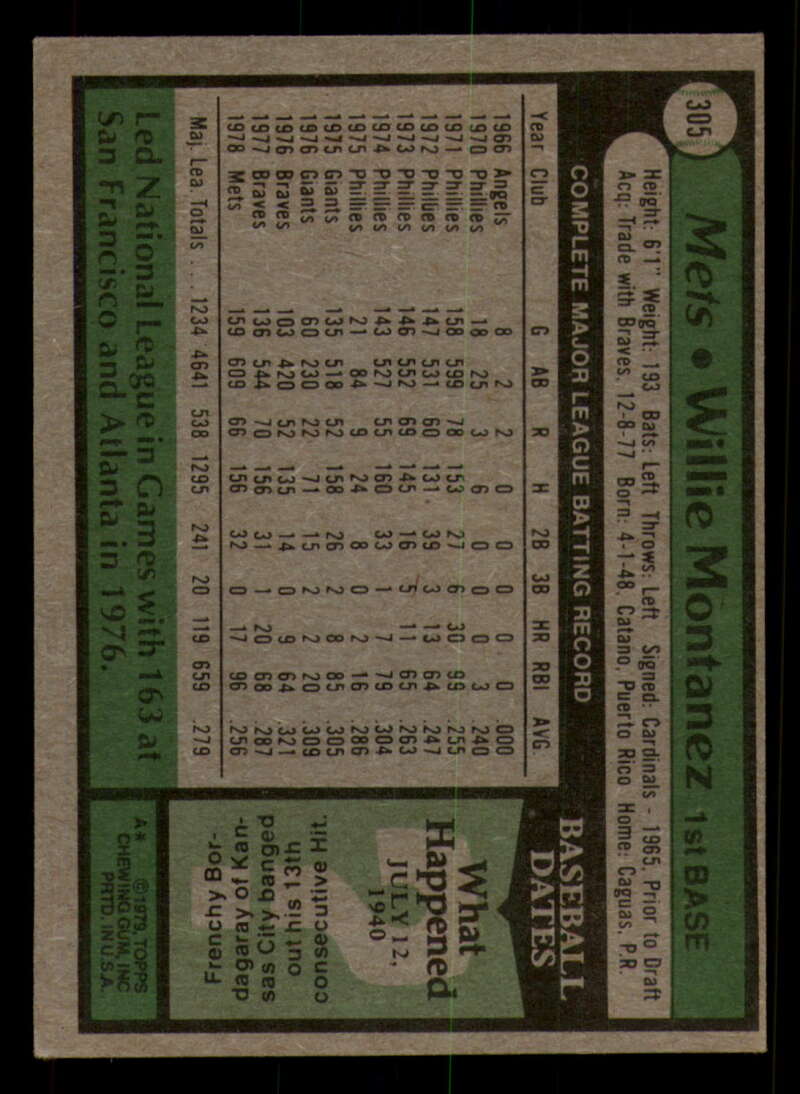 305
Mets • Willie Montanez 1st BASE
Height: 6'1" Weight: 193 Bats: Left Throws: Left Signed: Cardinals - 1965, Prior to Draft
Acq: Trade with Braves, 12-8-77 Born: 4-1-48, Catano, Puerto Rico Home: Caguas, P.R.
COMPLETE MAJOR LEAGUE BATTING RECORD
Year Club G AB R H 2B 3B HR RBI AVG.
1966 Angels 8 2 2 0 0 0 0 0 .000
1970 Phillies 18 25 3 6 0 0 0 3 .240
1971 Phillies 158 599 78 153 27 6 30 99 .255
1972 Phillies 147 531 60 131 39 3 13 64 .247
1973 Phillies 146 552 69 145 16 5 11 65 .263
1974 Phillies 143 527 55 160 33 1 7 79 .304
1975 Phillies 21 84 9 24 8 0 2 16 .286
1975 Giants 135 518 52 158 26 2 8 85 .305
1976 Giants 60 230 22 71 15 2 2 20 .309
1976 Braves 103 420 52 135 14 0 9 64 .321
1977 Braves 136 544 70 156 31 1 20 68 .287
1978 Mets 159 609 66 156 32 0 17 96 .256
Maj. Lea. Totals . . . 1234 4641 538 1295 241 20 119 659 .279
Led National League in Games with 163 at
San Francisco and Atlanta in 1976.
BASEBALL
DATES
What
Happened
JULY 12,
1940
Frenchy Bor-
dagaray of Kan-
sas City banged
out his 13th
consecutive Hit.
A* ©1979, TOPPS
CHEWING GUM, INC
PRTD. IN U.S.A.